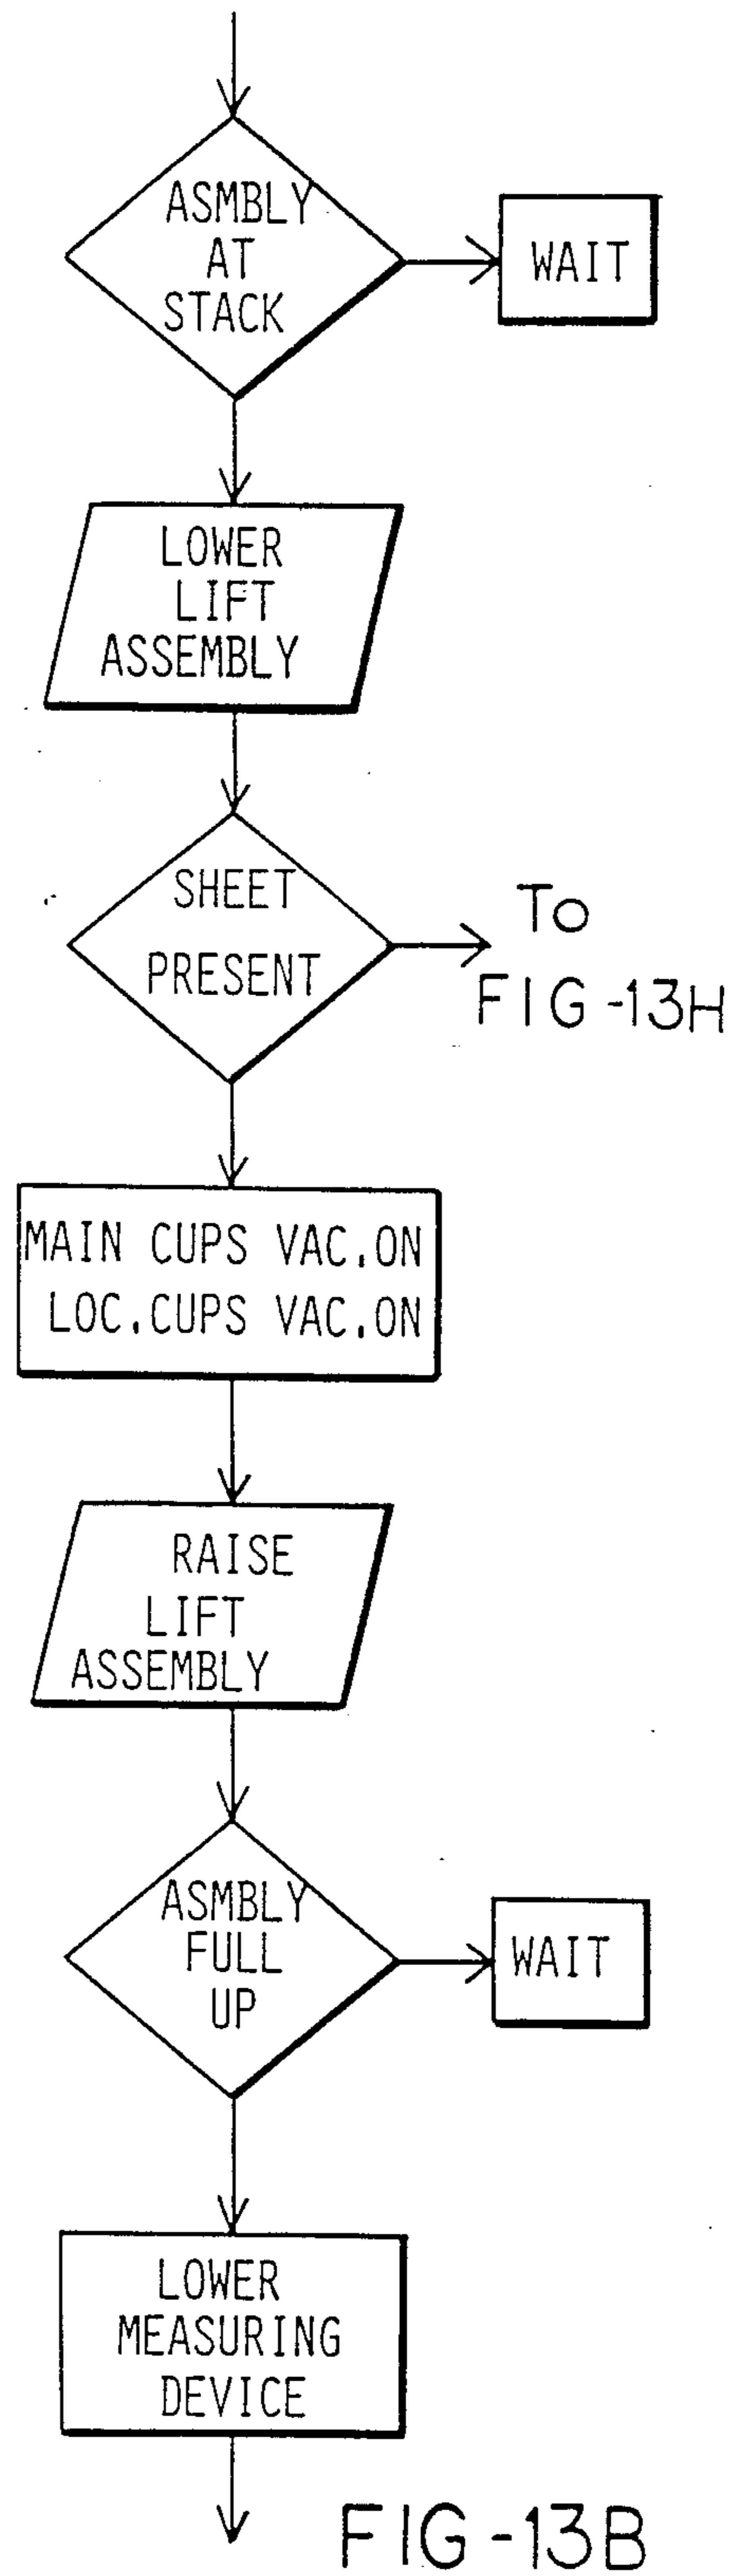 ASMBLY
AT
STACK
WAIT
LOWER
LIFT
ASSEMBLY
SHEET
PRESENT
To
FIG-13H
MAIN CUPS VAC.ON
LOC.CUPS VAC.ON
RAISE
LIFT
ASSEMBLY
ASMBLY
FULL
UP
WAIT
LOWER
MEASURING
DEVICE
FIG-13B